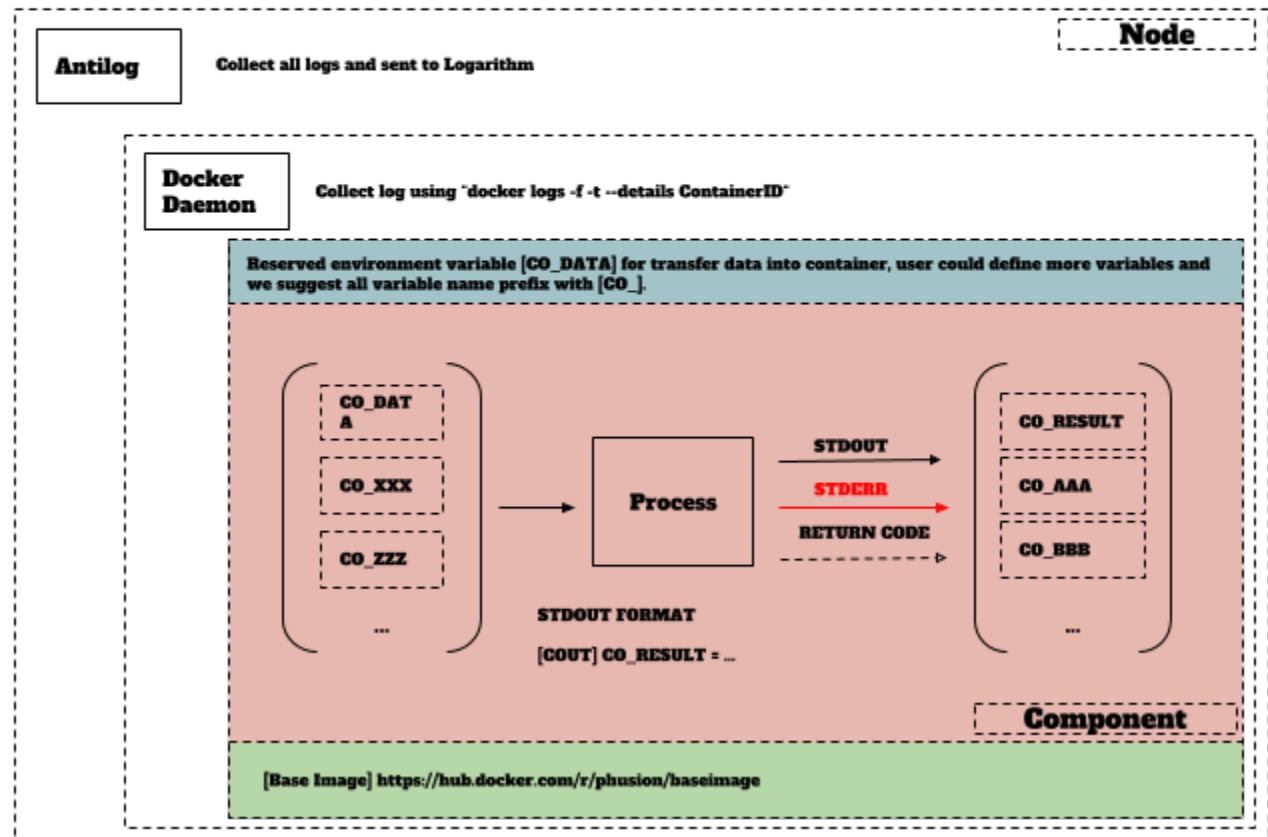 Node
Antilog
Collect all logs and sent to Logarithm
Docker
Daemon
Collect log using "docker logs -f -t --details ContainerID"
Reserved environment variable [CO_DATA] for transfer data into container, user could define more variables and
we suggest all variable name prefix with [CO_].
CO_DAT
A
CO_XXX
CO_ZZZ
...
Process
STDOUT
STDERR
RETURN CODE
STDOUT FORMAT
[COUT] CO_RESULT = ...
CO_RESULT
CO_AAA
CO_BBB
...
Component
[Base Image] https://hub.docker.com/r/phusion/baseimage